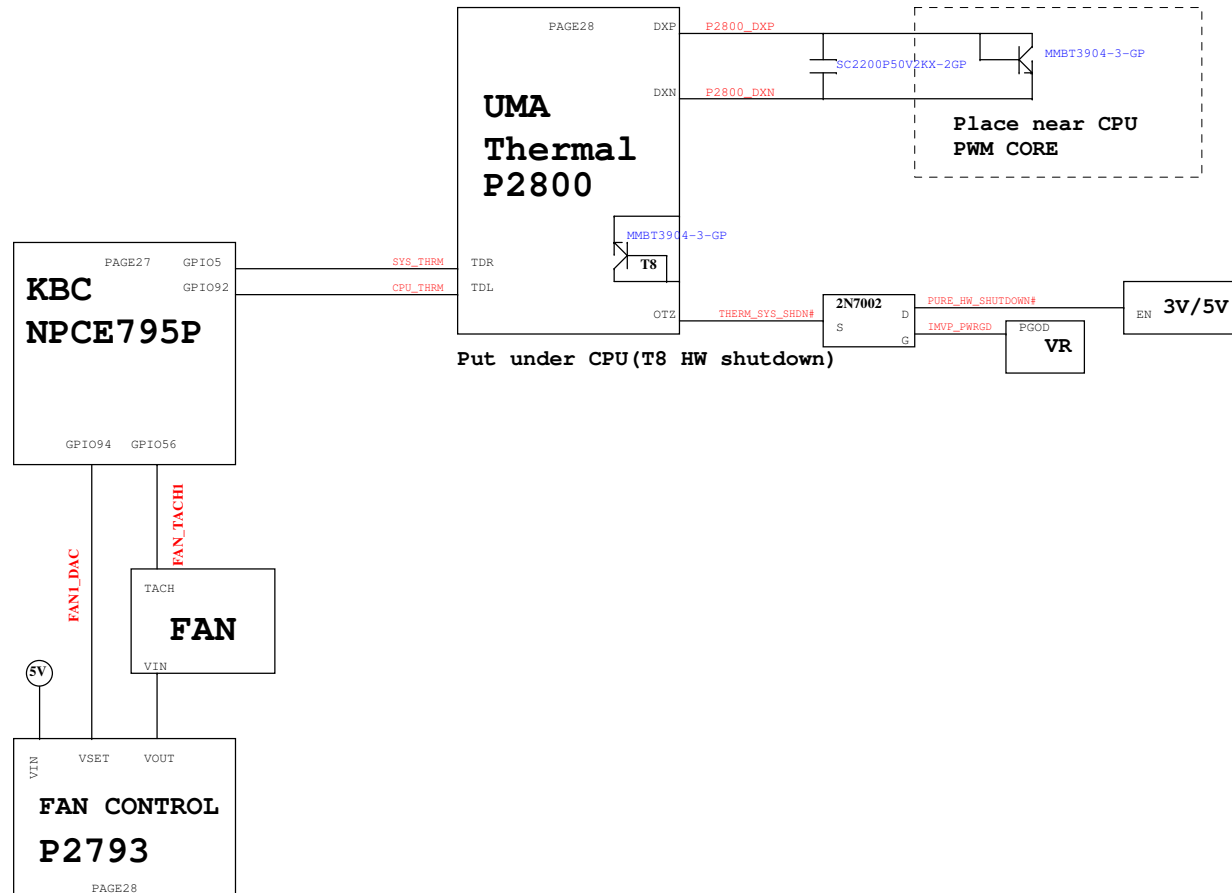 PAGE28
DXP
P2800_DXP
MMBT3904-3-GP
SC2200P50V2KX-2GP
DXN
P2800_DXN
UMA
Thermal
P2800
Place near CPU
PWM CORE
MMBT3904-3-GP
T8
PAGE27
GPIO5
SYS_THRM
TDR
GPIO92
CPU_THRM
TDL
KBC
NPCE795P
OTZ
THERM_SYS_SHDN#
2N7002
S
D
G
PURE_HW_SHUTDOWN#
IMVP_PWRGD
PGOD
VR
EN
3V/5V
Put under CPU(T8 HW shutdown)
GPIO94
GPIO56
FAN1_DAC
FAN_TACH1
TACH
FAN
VIN
5V
VIN
VSET
VOUT
FAN CONTROL
P2793
PAGE28